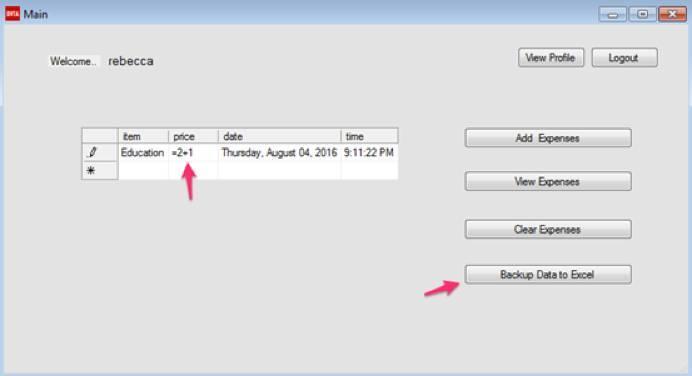 DVTA Main
Welcome.. rebecca
View Profile Logout
item price date time
Education =2+1 Thursday, August 04, 2016 9:11:22 PM
Add Expenses
View Expenses
Clear Expenses
Backup Data to Excel